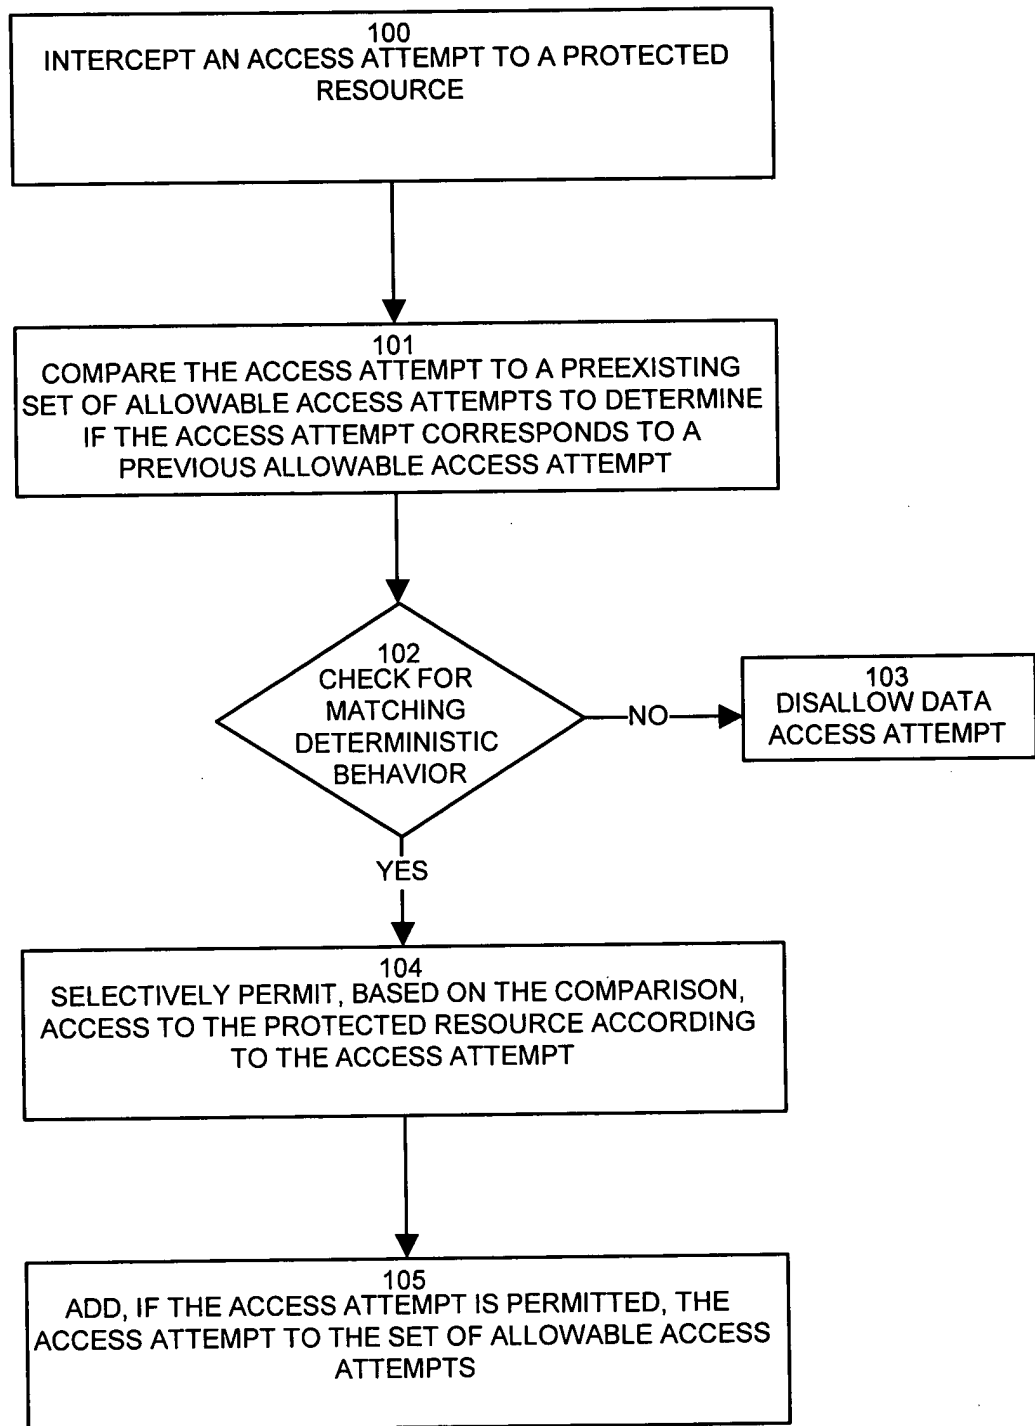 100
INTERCEPT AN ACCESS ATTEMPT TO A PROTECTED
RESOURCE
101
COMPARE THE ACCESS ATTEMPT TO A PREEXISTING
SET OF ALLOWABLE ACCESS ATTEMPTS TO DETERMINE
IF THE ACCESS ATTEMPT CORRESPONDS TO A
PREVIOUS ALLOWABLE ACCESS ATTEMPT
102
CHECK FOR
MATCHING
DETERMINISTIC
BEHAVIOR
NO
103
DISALLOW DATA
ACCESS ATTEMPT
YES
104
SELECTIVELY PERMIT, BASED ON THE COMPARISON,
ACCESS TO THE PROTECTED RESOURCE ACCORDING
TO THE ACCESS ATTEMPT
105
ADD, IF THE ACCESS ATTEMPT IS PERMITTED, THE
ACCESS ATTEMPT TO THE SET OF ALLOWABLE ACCESS
ATTEMPTS